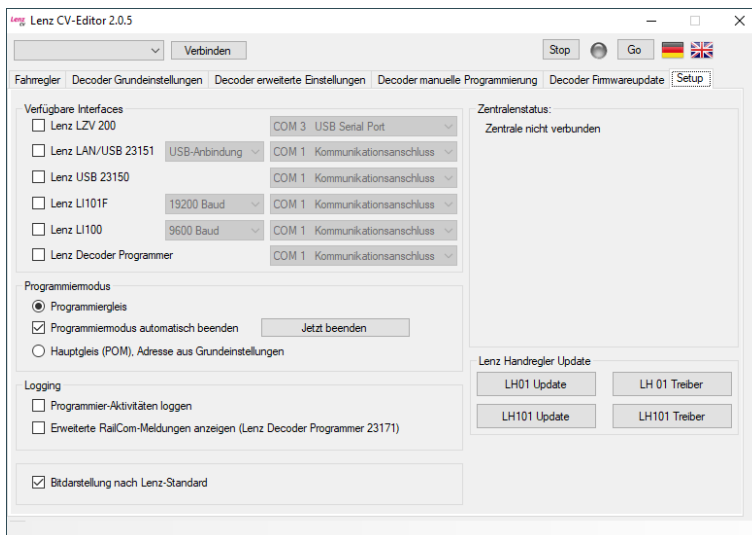 Lenz CV Lenz CV-Editor 2.0.5
Verbinden Stop Go
Fahrregler Decoder Grundeinstellungen Decoder erweiterte Einstellungen Decoder manuelle Programmierung Decoder Firmwareupdate Setup
Verfügbare Interfaces
Lenz LZV 200 COM 3 USB Serial Port
Lenz LAN/USB 23151 USB-Anbindung COM 1 Kommunikationsanschluss
Lenz USB 23150 COM 1 Kommunikationsanschluss
Lenz LI101F 19200 Baud COM 1 Kommunikationsanschluss
Lenz LI100 9600 Baud COM 1 Kommunikationsanschluss
Lenz Decoder Programmer COM 1 Kommunikationsanschluss
Programmiermodus
Programmiergleis
Programmiermodus automatisch beenden Jetzt beenden
Hauptgleis (POM), Adresse aus Grundeinstellungen
Logging
Programmier-Aktivitäten loggen
Erweiterte RailCom-Meldungen anzeigen (Lenz Decoder Programmer 23171)
Bitdarstellung nach Lenz-Standard
Zentralenstatus:
Zentrale nicht verbunden
Lenz Handregler Update
LH01 Update LH 01 Treiber
LH101 Update LH101 Treiber